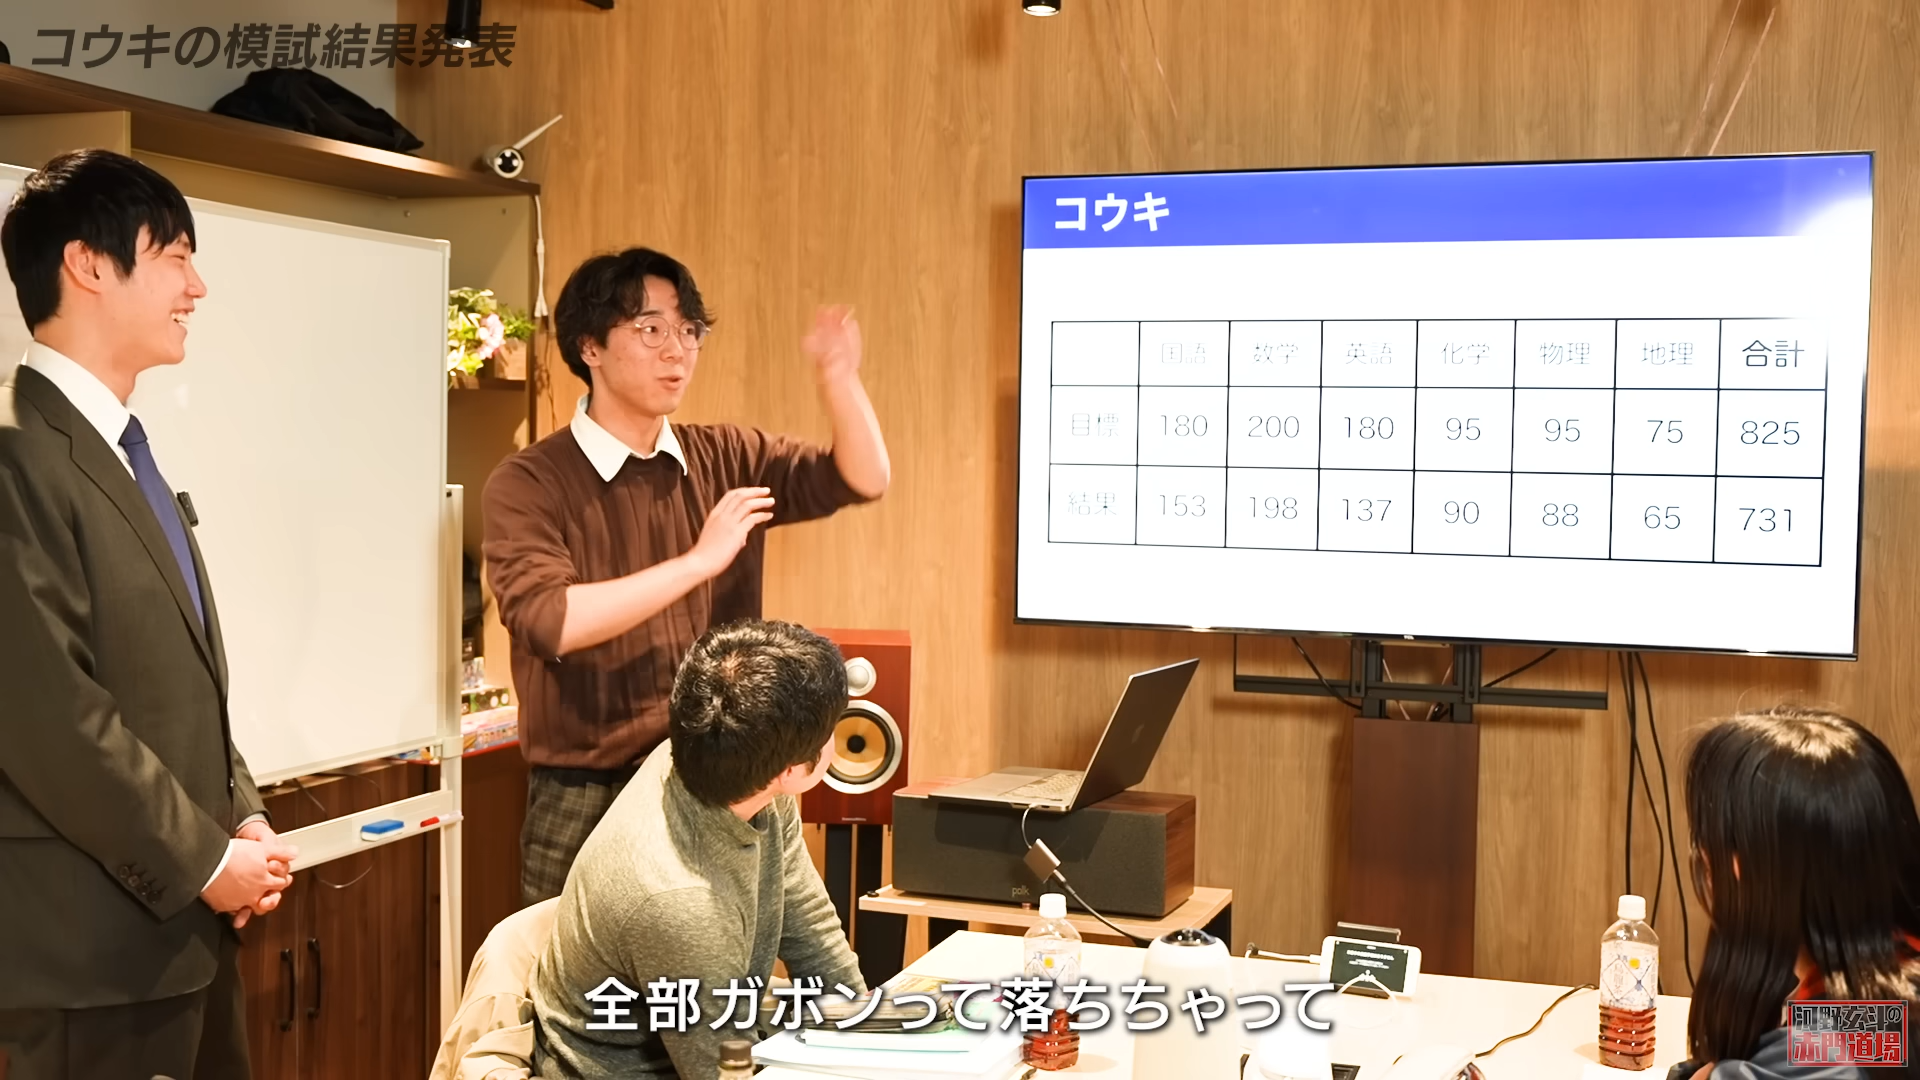 コウキの模試結果発表
コウキ
国語 数学 英語 化学 物理 地理 合計
目標 180 200 180 95 95 75 825
結果 153 198 137 90 88 65 731
polk
全部ガボンって落ちちゃって
河野玄斗の
赤門道場